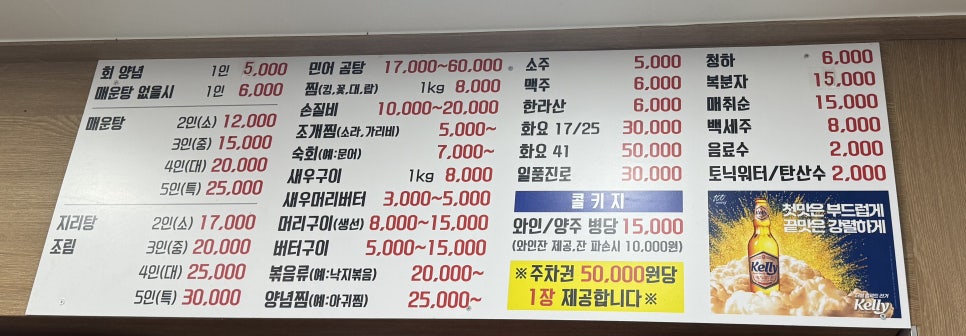 회 양념 1인 5,000
매운탕 없을시 1인 6,000
매운탕 2인(소) 12,000
3인(중) 15,000
4인(대) 20,000
5인(특) 25,000
지리탕 2인(소) 17,000
조림 3인(중) 20,000
4인(대) 25,000
5인(특) 30,000
민어 곰탕 17,000~60,000
찜(킹,꽃,대,랍) 1kg 8,000
손질비 10,000~20,000
조개찜(소라,가리비) 5,000~
숙회(예:문어) 7,000~
새우구이 1kg 8,000
새우머리버터 3,000~5,000
머리구이(생선) 8,000~15,000
버터구이 5,000~15,000
볶음류(예:낙지볶음) 20,000~
양념찜(예:아귀찜) 25,000~
소주 5,000
맥주 6,000
한라산 6,000
화요 17/25 30,000
화요 41 50,000
일품진로 30,000
콜키지
와인/양주 병당 15,000
(와인잔 제공,잔 파손시 10,000원)
※주차권 50,000원당
1장 제공합니다※
청하 6,000
복분자 15,000
매취순 15,000
백세주 8,000
음료수 2,000
토닉워터/탄산수 2,000
100
첫맛은 부드럽게
끝맛은 강렬하게
Kelly
Kelly